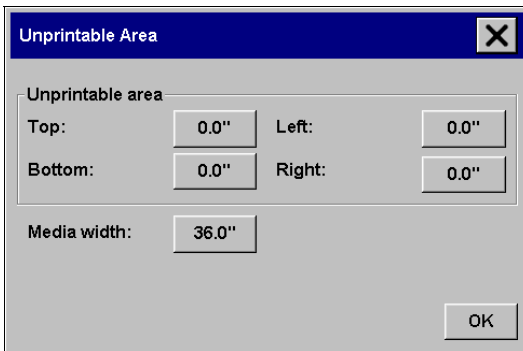 Unprintable Area
Unprintable area
Top: 0.0" Left: 0.0"
Bottom: 0.0" Right: 0.0"
Media width: 36.0"
OK